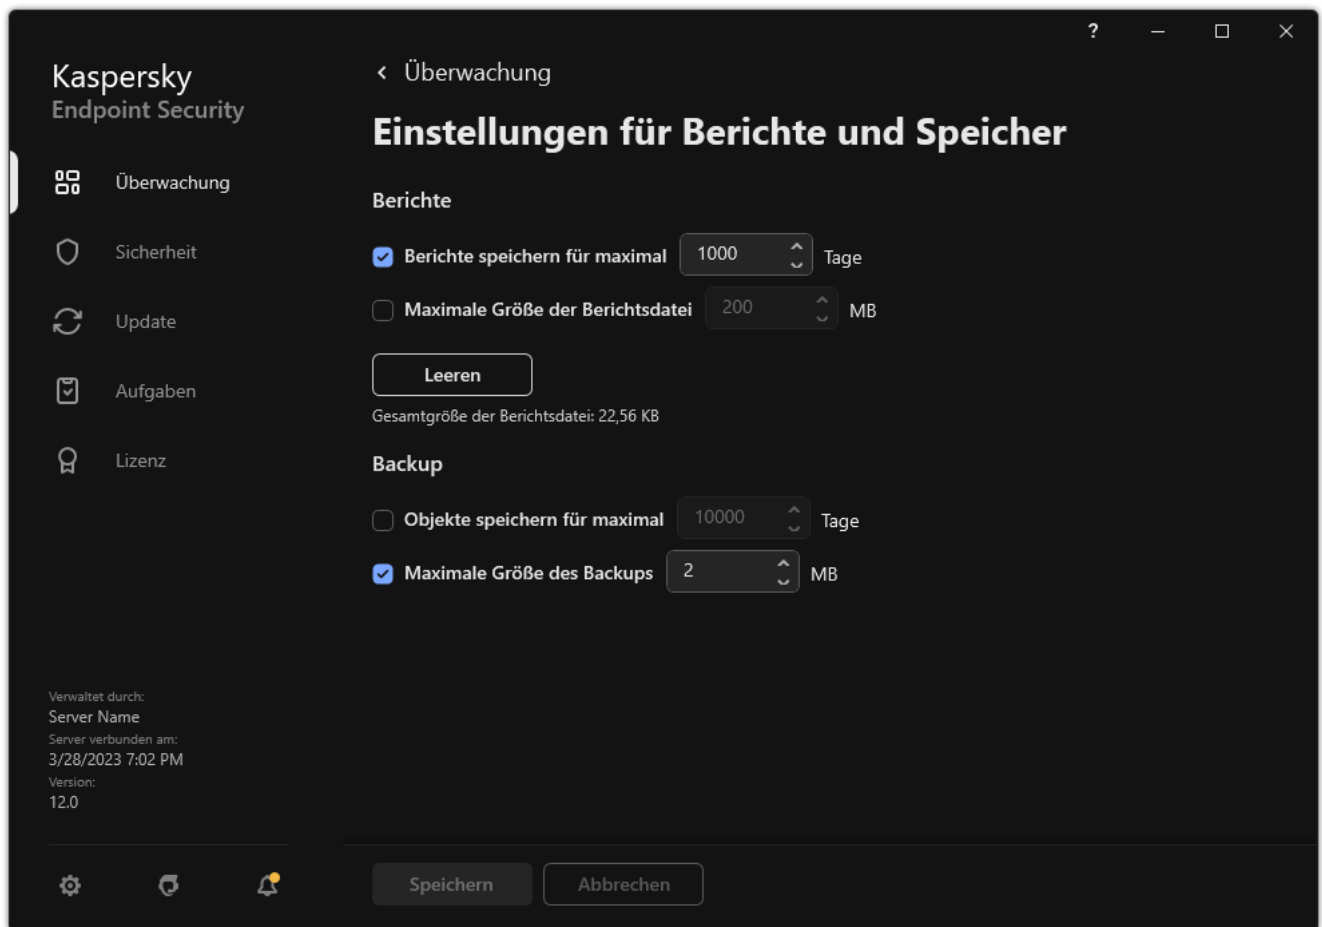 ?
Kaspersky
Endpoint Security
Überwachung
Sicherheit
Update
Aufgaben
Lizenz
Verwaltet durch:
Server Name
Server verbunden am:
3/28/2023 7:02 PM
Version:
12.0
Überwachung
Einstellungen für Berichte und Speicher
Berichte
Berichte speichern für maximal 1000 Tage
Maximale Größe der Berichtsdatei 200 MB
Leeren
Gesamtgröße der Berichtsdatei: 22,56 KB
Backup
Objekte speichern für maximal 10000 Tage
Maximale Größe des Backups 2 MB
Speichern Abbrechen